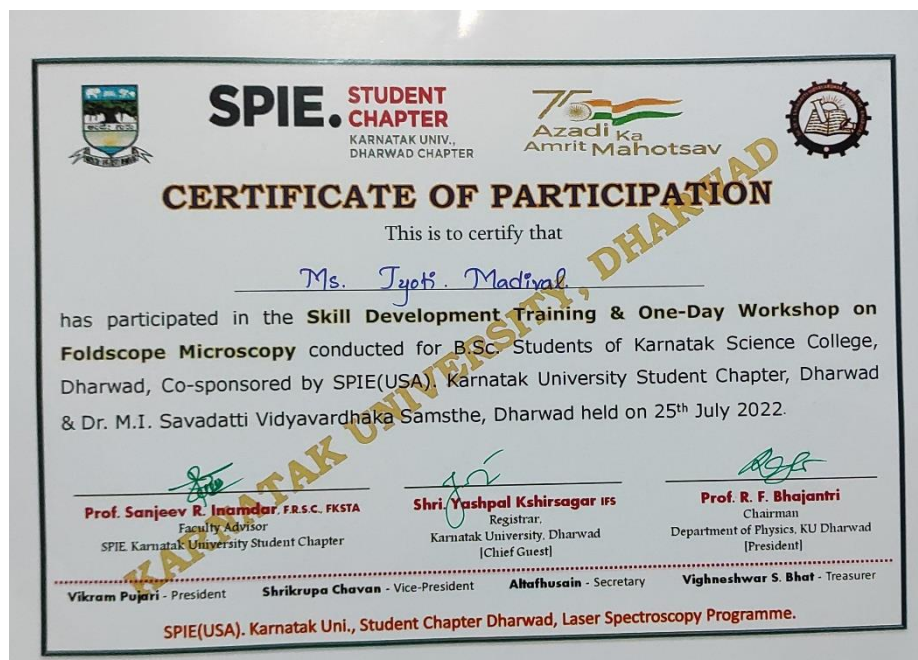 SPIE. STUDENT CHAPTER
KARNATAK UNIV.,
DHARWAD CHAPTER
75
Azadi Ka
Amrit Mahotsav
CERTIFICATE OF PARTICIPATION
This is to certify that
Ms. Jyoti. Madival.
has participated in the Skill Development Training & One-Day Workshop on
Foldscope Microscopy conducted for B.Sc. Students of Karnatak Science College,
Dharwad, Co-sponsored by SPIE(USA). Karnatak University Student Chapter, Dharwad
& Dr. M.I. Savadatti Vidyavardhaka Samsthe, Dharwad held on 25th July 2022.
KARNATAK UNIVERSITY, DHARWAD
Prof. Sanjeev R. Inamdar, F.R.S.C., FKSTA
Faculty Advisor
SPIE Karnatak University Student Chapter
Shri. Yashpal Kshirsagar IFS
Registrar,
Karnatak University, Dharwad
[Chief Guest]
Prof. R. F. Bhajantri
Chairman
Department of Physics, KU Dharwad
[President]
Vikram Pujari - President Shrikrupa Chavan - Vice-President Altafhusain - Secretary Vighneshwar S. Bhat - Treasurer
SPIE(USA). Karnatak Uni., Student Chapter Dharwad, Laser Spectroscopy Programme.